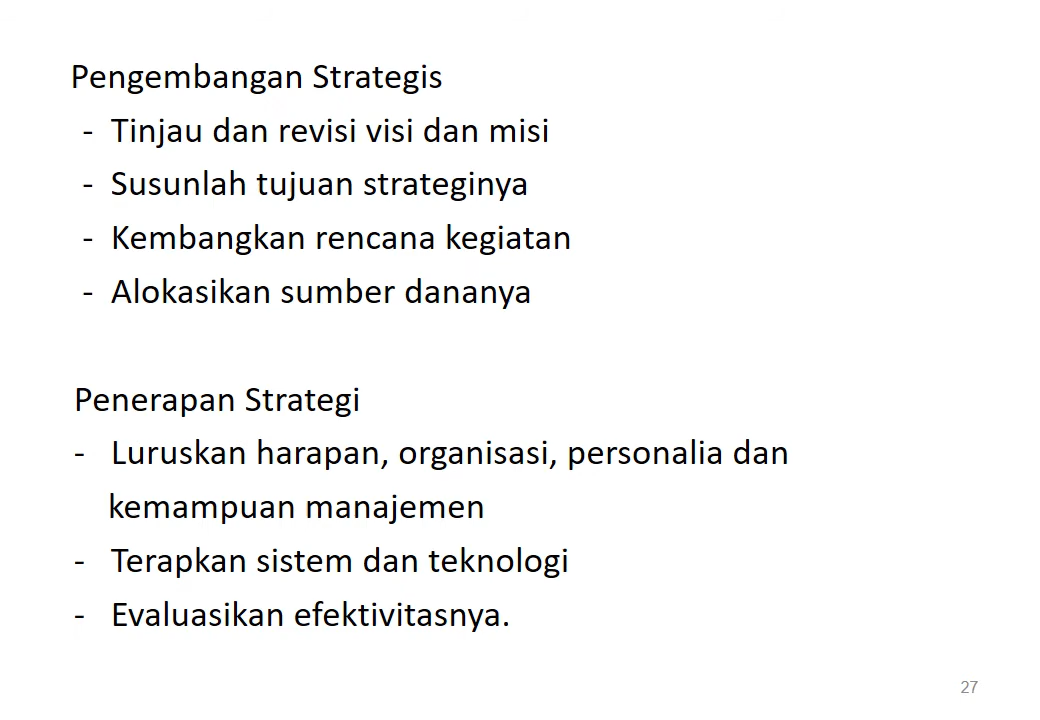 Pengembangan Strategis
- Tinjau dan revisi visi dan misi
- Susunlah tujuan strateginya
- Kembangkan rencana kegiatan
- Alokasikan sumber dananya
Penerapan Strategi
- Luruskan harapan, organisasi, personalia dan
kemampuan manajemen
- Terapkan sistem dan teknologi
- Evaluasikan efektivitasnya.
27